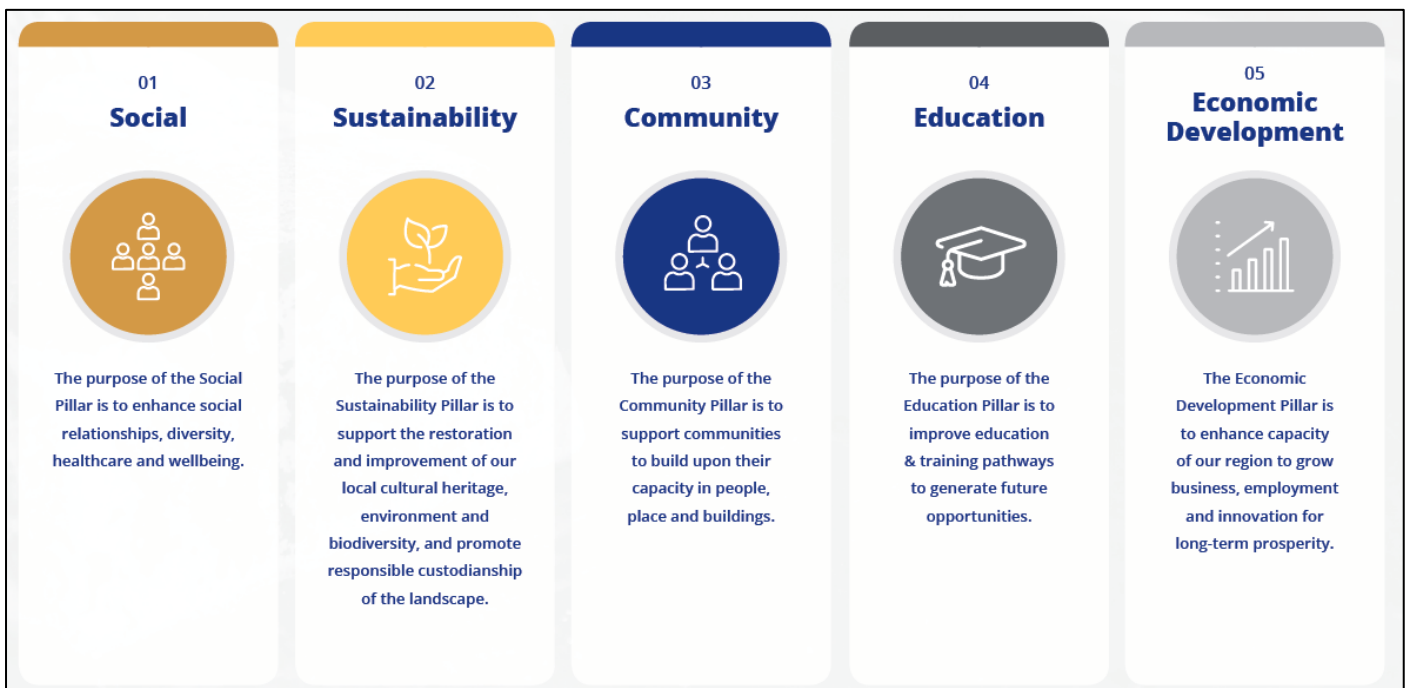 01
Social
The purpose of the Social
Pillar is to enhance social
relationships, diversity,
healthcare and wellbeing.
02
Sustainability
The purpose of the
Sustainability Pillar is to
support the restoration
and improvement of our
local cultural heritage,
environment and
biodiversity, and promote
responsible custodianship
of the landscape.
03
Community
The purpose of the
Community Pillar is to
support communities
to build upon their
capacity in people,
place and buildings.
04
Education
The purpose of the
Education Pillar is to
improve education
& training pathways
to generate future
opportunities.
05
Economic
Development
The Economic
Development Pillar is
to enhance capacity
of our region to grow
business, employment
and innovation for
long-term prosperity.